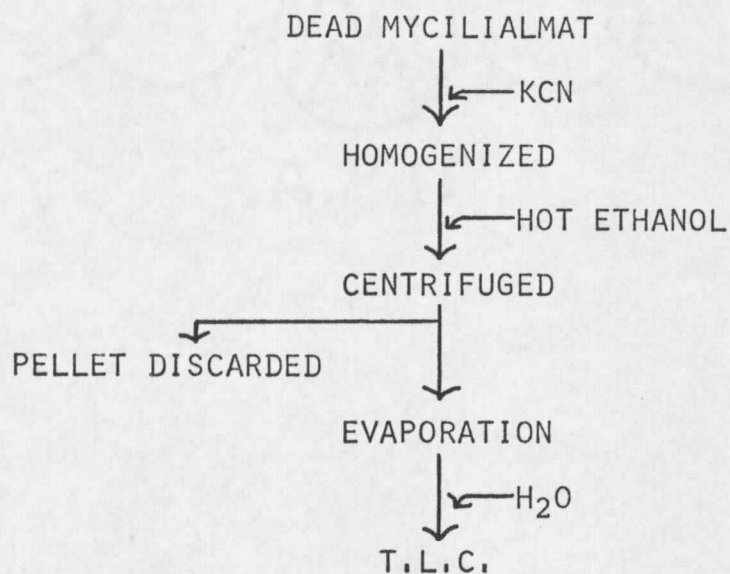 DEAD MYCILIALMAT
KCN
HOMOGENIZED
HOT ETHANOL
CENTRIFUGED
PELLET DISCARDED
EVAPORATION
H₂O
T.L.C.